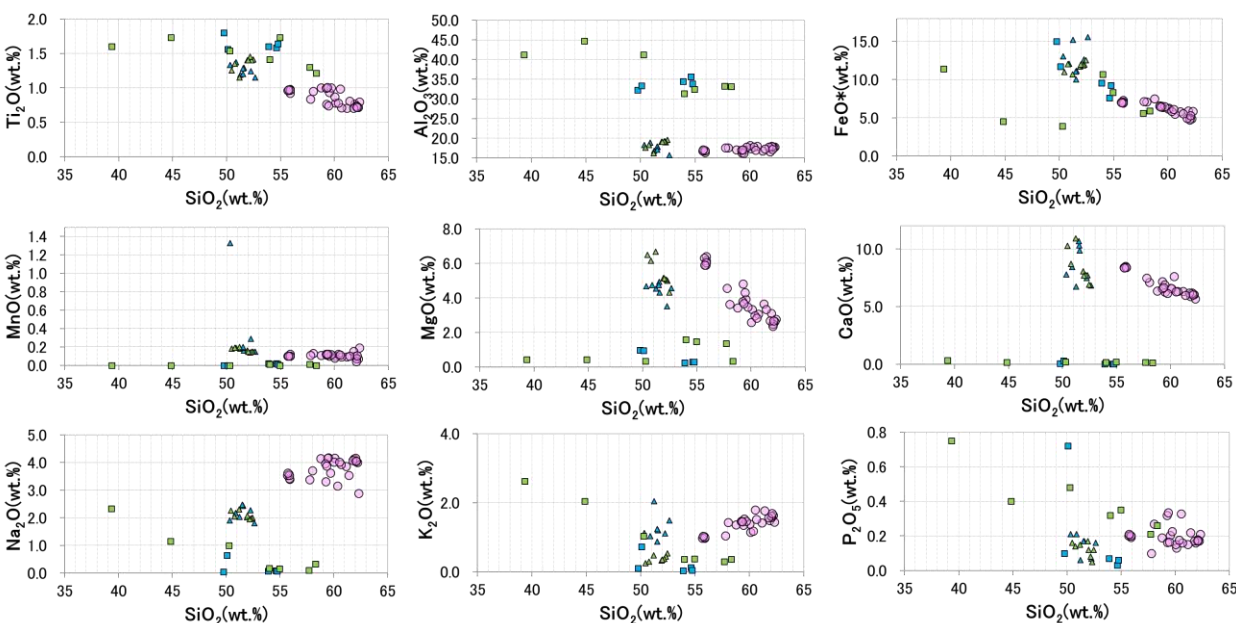 Ti₂O(wt.%)
2.0
1.5
1.0
0.5
0.0
35 40 45 50 55 60 65
SiO₂(wt.%)
Al₂O₃(wt.%)
50.0
45.0
40.0
35.0
30.0
25.0
20.0
15.0
35 40 45 50 55 60 65
SiO₂(wt.%)
FeO*(wt.%)
15.0
10.0
5.0
0.0
35 40 45 50 55 60 65
SiO₂(wt.%)
MnO(wt.%)
1.4
1.2
1.0
0.8
0.6
0.4
0.2
0.0
35 40 45 50 55 60 65
SiO₂(wt.%)
MgO(wt.%)
8.0
6.0
4.0
2.0
0.0
35 40 45 50 55 60 65
SiO₂(wt.%)
CaO(wt.%)
10.0
5.0
0.0
35 40 45 50 55 60 65
SiO₂(wt.%)
Na₂O(wt.%)
5.0
4.0
3.0
2.0
1.0
0.0
35 40 45 50 55 60 65
SiO₂(wt.%)
K₂O(wt.%)
4.0
2.0
0.0
35 40 45 50 55 60 65
SiO₂(wt.%)
P₂O₅(wt.%)
0.8
0.6
0.4
0.2
0.0
35 40 45 50 55 60 65
SiO₂(wt.%)